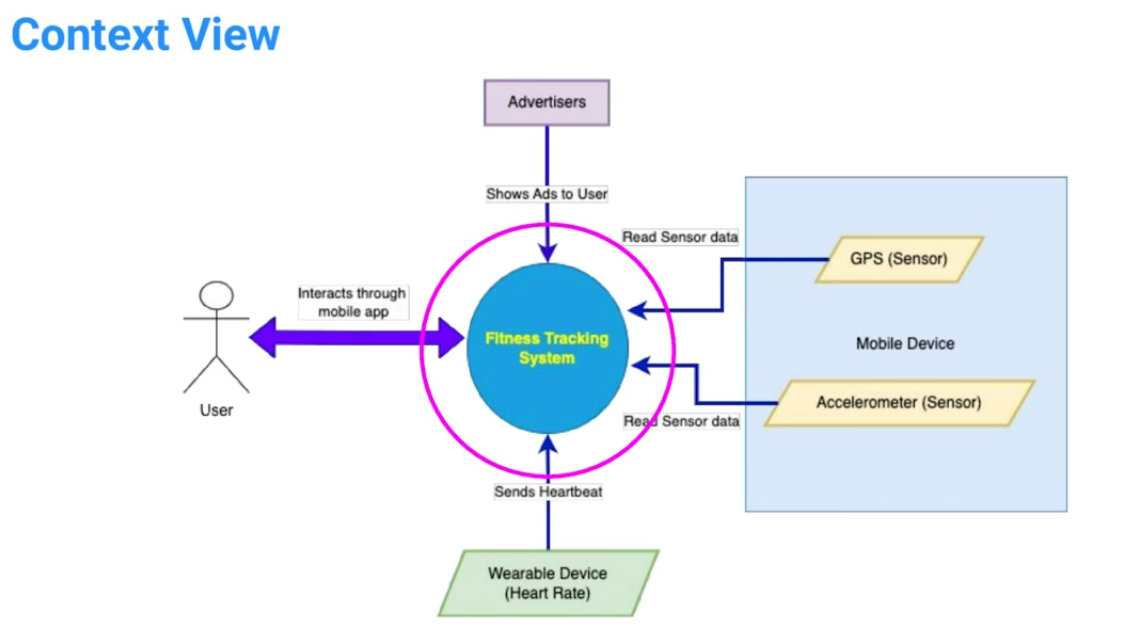 Context View
Advertisers
Shows Ads to User
Read Sensor data
GPS (Sensor)
Interacts through
mobile app
Fitness Tracking
System
Mobile Device
User
Accelerometer (Sensor)
Read Sensor data
Sends Heartbeat
Wearable Device
(Heart Rate)